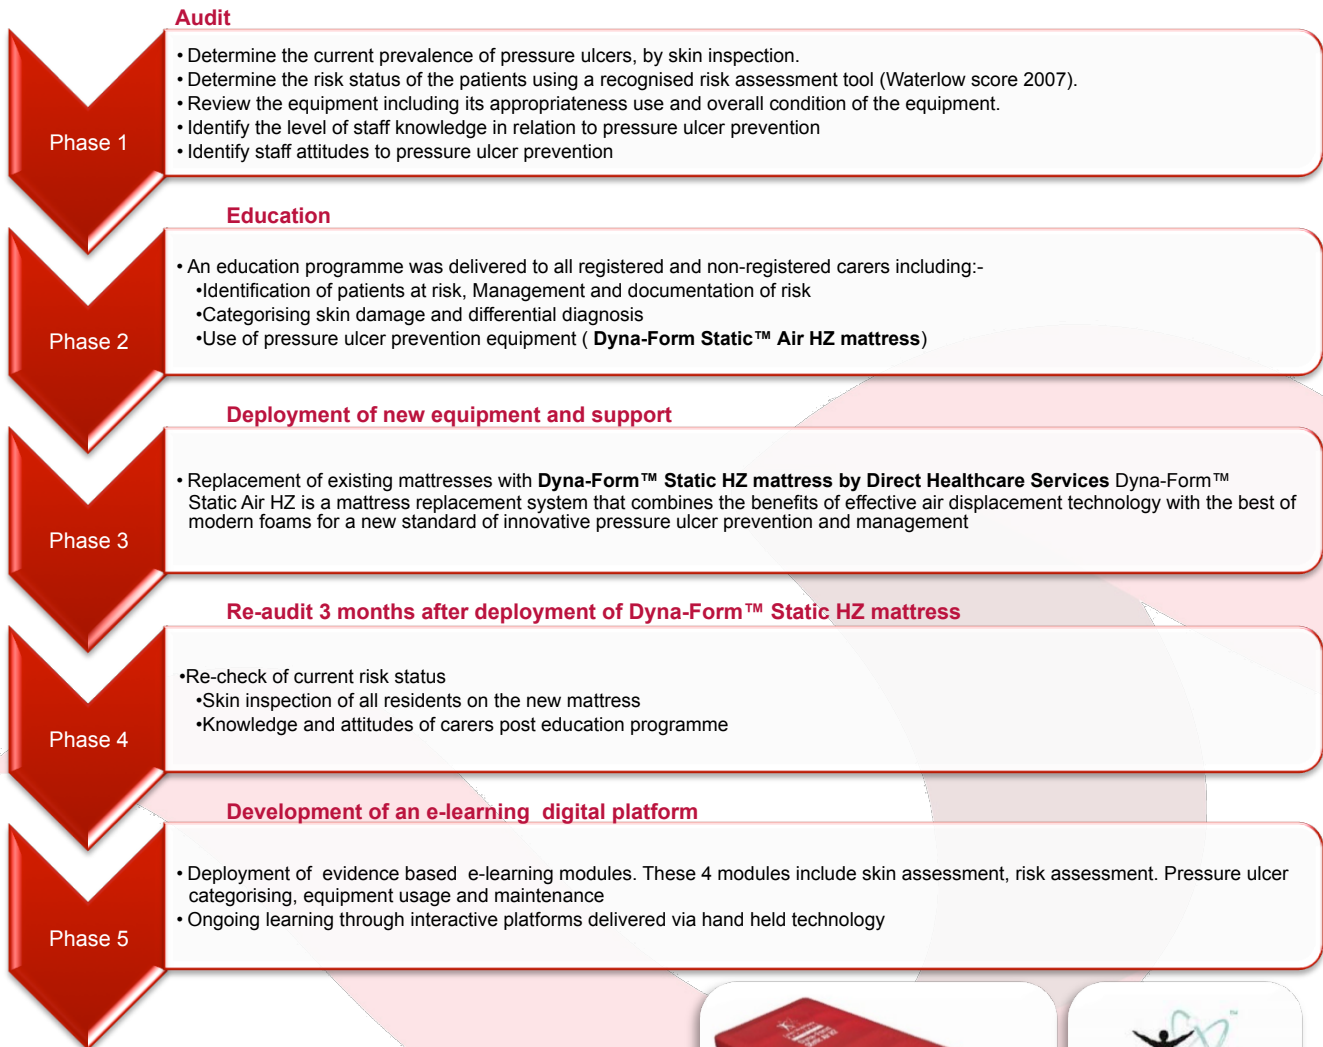 Audit
Phase 1
• Determine the current prevalence of pressure ulcers, by skin inspection.
• Determine the risk status of the patients using a recognised risk assessment tool (Waterlow score 2007).
• Review the equipment including its appropriateness use and overall condition of the equipment.
• Identify the level of staff knowledge in relation to pressure ulcer prevention
• Identify staff attitudes to pressure ulcer prevention
Education
Phase 2
• An education programme was delivered to all registered and non-registered carers including:-
•Identification of patients at risk, Management and documentation of risk
•Categorising skin damage and differential diagnosis
•Use of pressure ulcer prevention equipment ( Dyna-Form Static™ Air HZ mattress)
Deployment of new equipment and support
Phase 3
• Replacement of existing mattresses with Dyna-Form™ Static HZ mattress by Direct Healthcare Services Dyna-Form™
Static Air HZ is a mattress replacement system that combines the benefits of effective air displacement technology with the best of
modern foams for a new standard of innovative pressure ulcer prevention and management
Re-audit 3 months after deployment of Dyna-Form™ Static HZ mattress
Phase 4
•Re-check of current risk status
•Skin inspection of all residents on the new mattress
•Knowledge and attitudes of carers post education programme
Development of an e-learning digital platform
Phase 5
• Deployment of evidence based e-learning modules. These 4 modules include skin assessment, risk assessment. Pressure ulcer
categorising, equipment usage and maintenance
• Ongoing learning through interactive platforms delivered via hand held technology
Static Air HZ
™